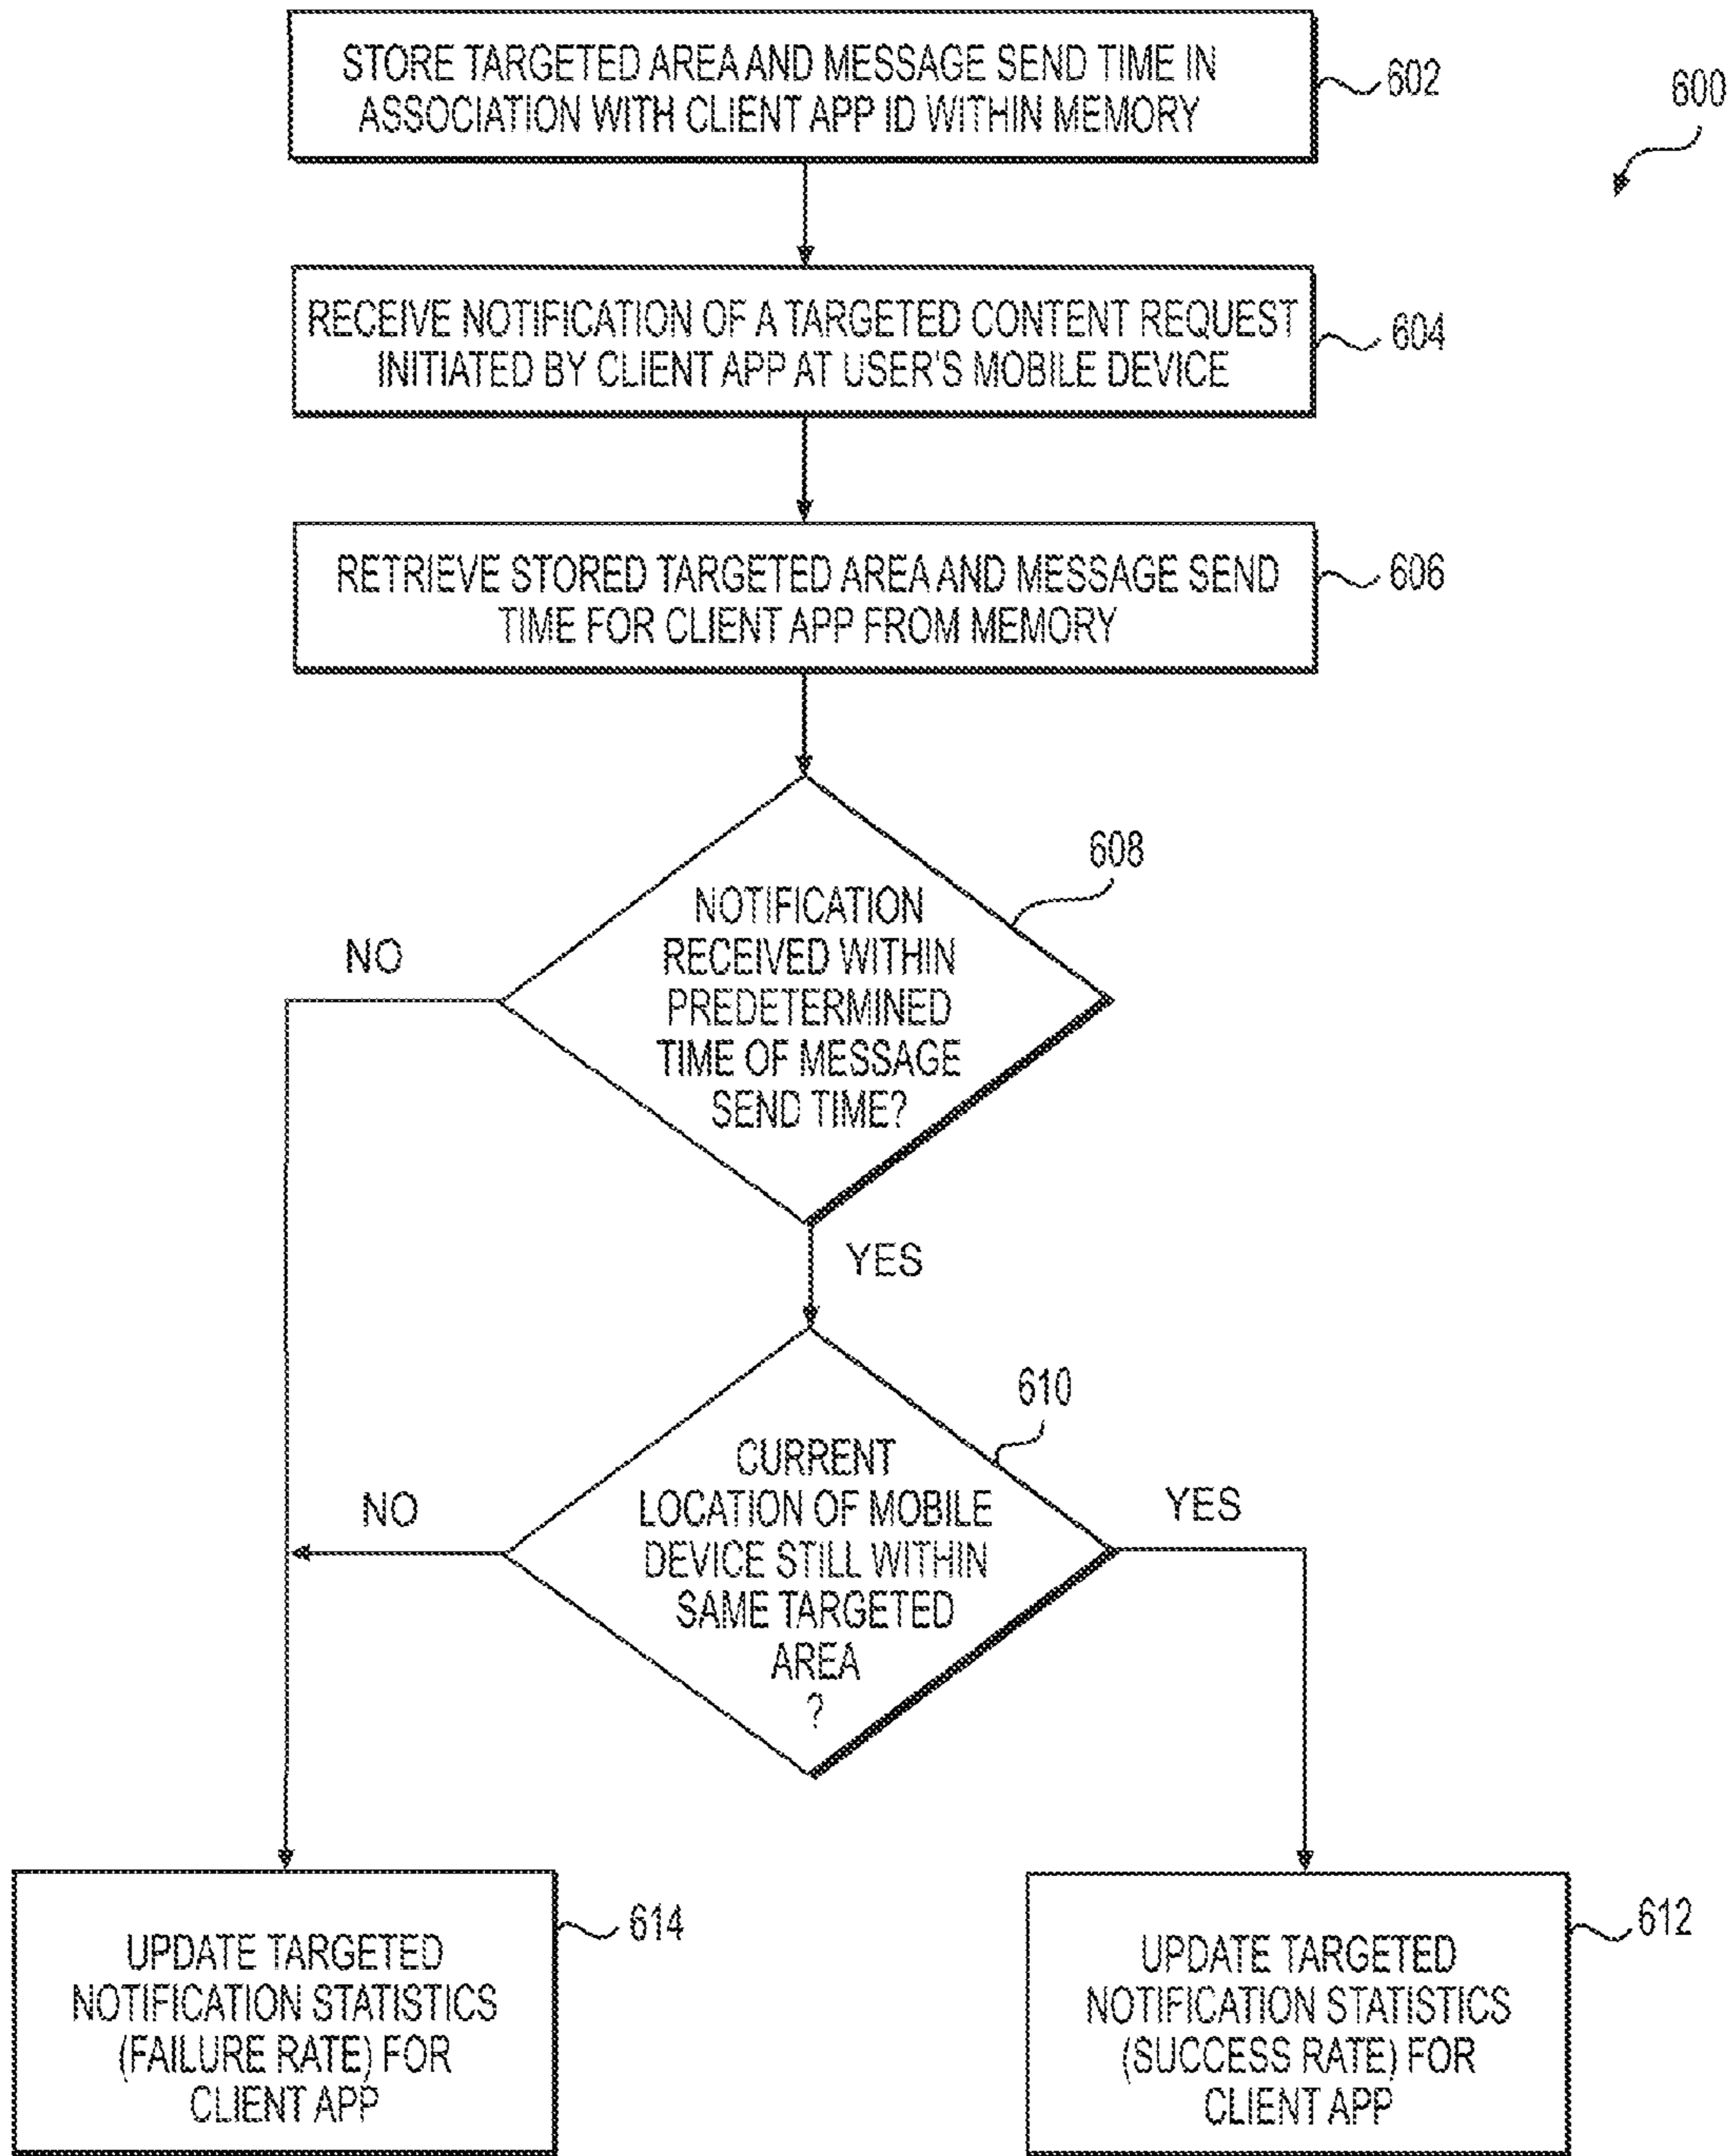 STORE TARGETED AREA AND MESSAGE SEND TIME IN
ASSOCIATION WITH CLIENT APP ID WITHIN MEMORY
602
600
RECEIVE NOTIFICATION OF A TARGETED CONTENT REQUEST
INITIATED BY CLIENT APP AT USER'S MOBILE DEVICE
604
RETRIEVE STORED TARGETED AREA AND MESSAGE SEND
TIME FOR CLIENT APP FROM MEMORY
606
608
NOTIFICATION
RECEIVED WITHIN
PREDETERMINED
TIME OF MESSAGE
SEND TIME?
NO
YES
610
CURRENT
LOCATION OF MOBILE
DEVICE STILL WITHIN
SAME TARGETED
AREA
?
NO
YES
UPDATE TARGETED
NOTIFICATION STATISTICS
(FAILURE RATE) FOR
CLIENT APP
614
UPDATE TARGETED
NOTIFICATION STATISTICS
(SUCCESS RATE) FOR
CLIENT APP
612